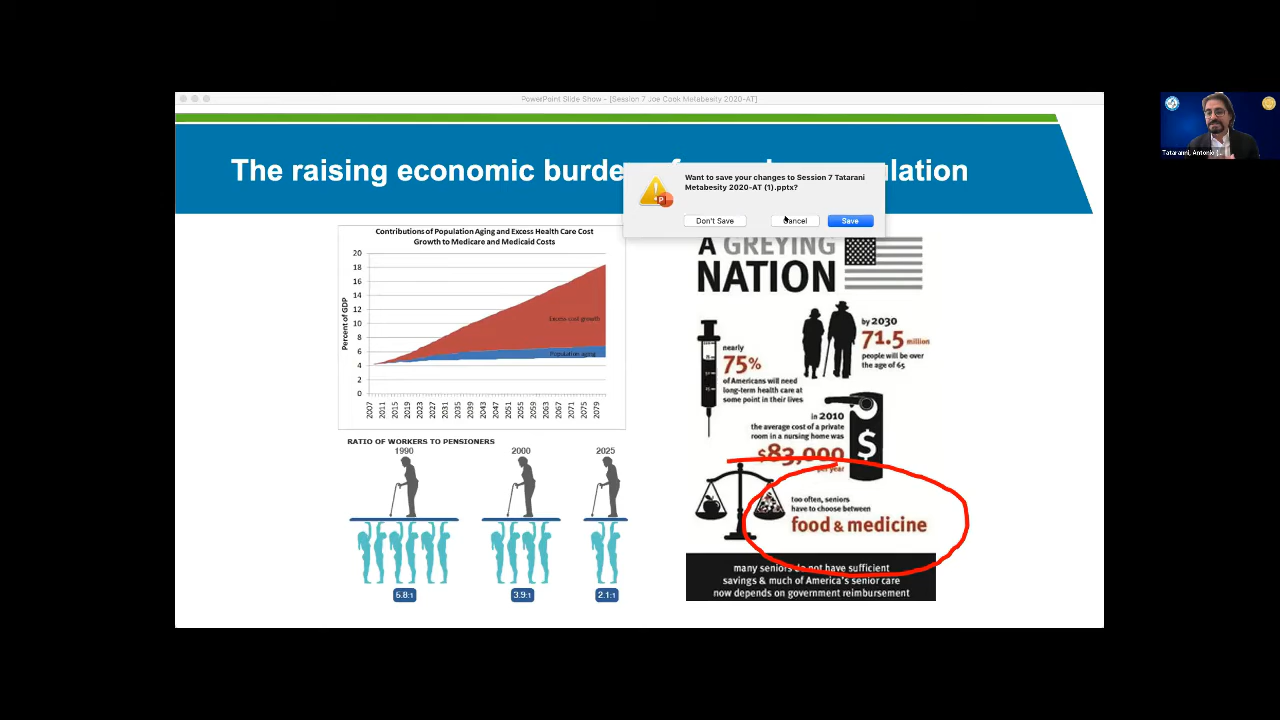 PowerPoint Slide Show - [Session 7 Joe Cook Metabesity 2020-AT]
The raising economic burde
ulation
Want to save your changes to Session 7 Tatarani
Metabesity 2020-AT (1).pptx?
Don't Save
Cancel
Save
Tataranni, Antonio
Contributions of Population Aging and Excess Health Care Cost
Growth to Medicare and Medicaid Costs
Percent of GDP
20
18
16
14
12
10
8
6
4
2
0
Excess cost growth
Population aging
2007
2011
2015
2019
2023
2027
2031
2035
2039
2043
2047
2051
2055
2059
2063
2067
2071
2075
2079
RATIO OF WORKERS TO PENSIONERS
1990
2000
2025
5.8:1
3.9:1
2.1:1
A GREYING
NATION
by 2030
71.5 million
people will be over
the age of 65
nearly
75%
of Americans will need
long-term health care at
some point in their lives
in 2010
the average cost of a private
room in a nursing home was
$83,000
per year
$
too often, seniors
have to choose between
food & medicine
many seniors do not have sufficient
savings & much of America's senior care
now depends on government reimbursement